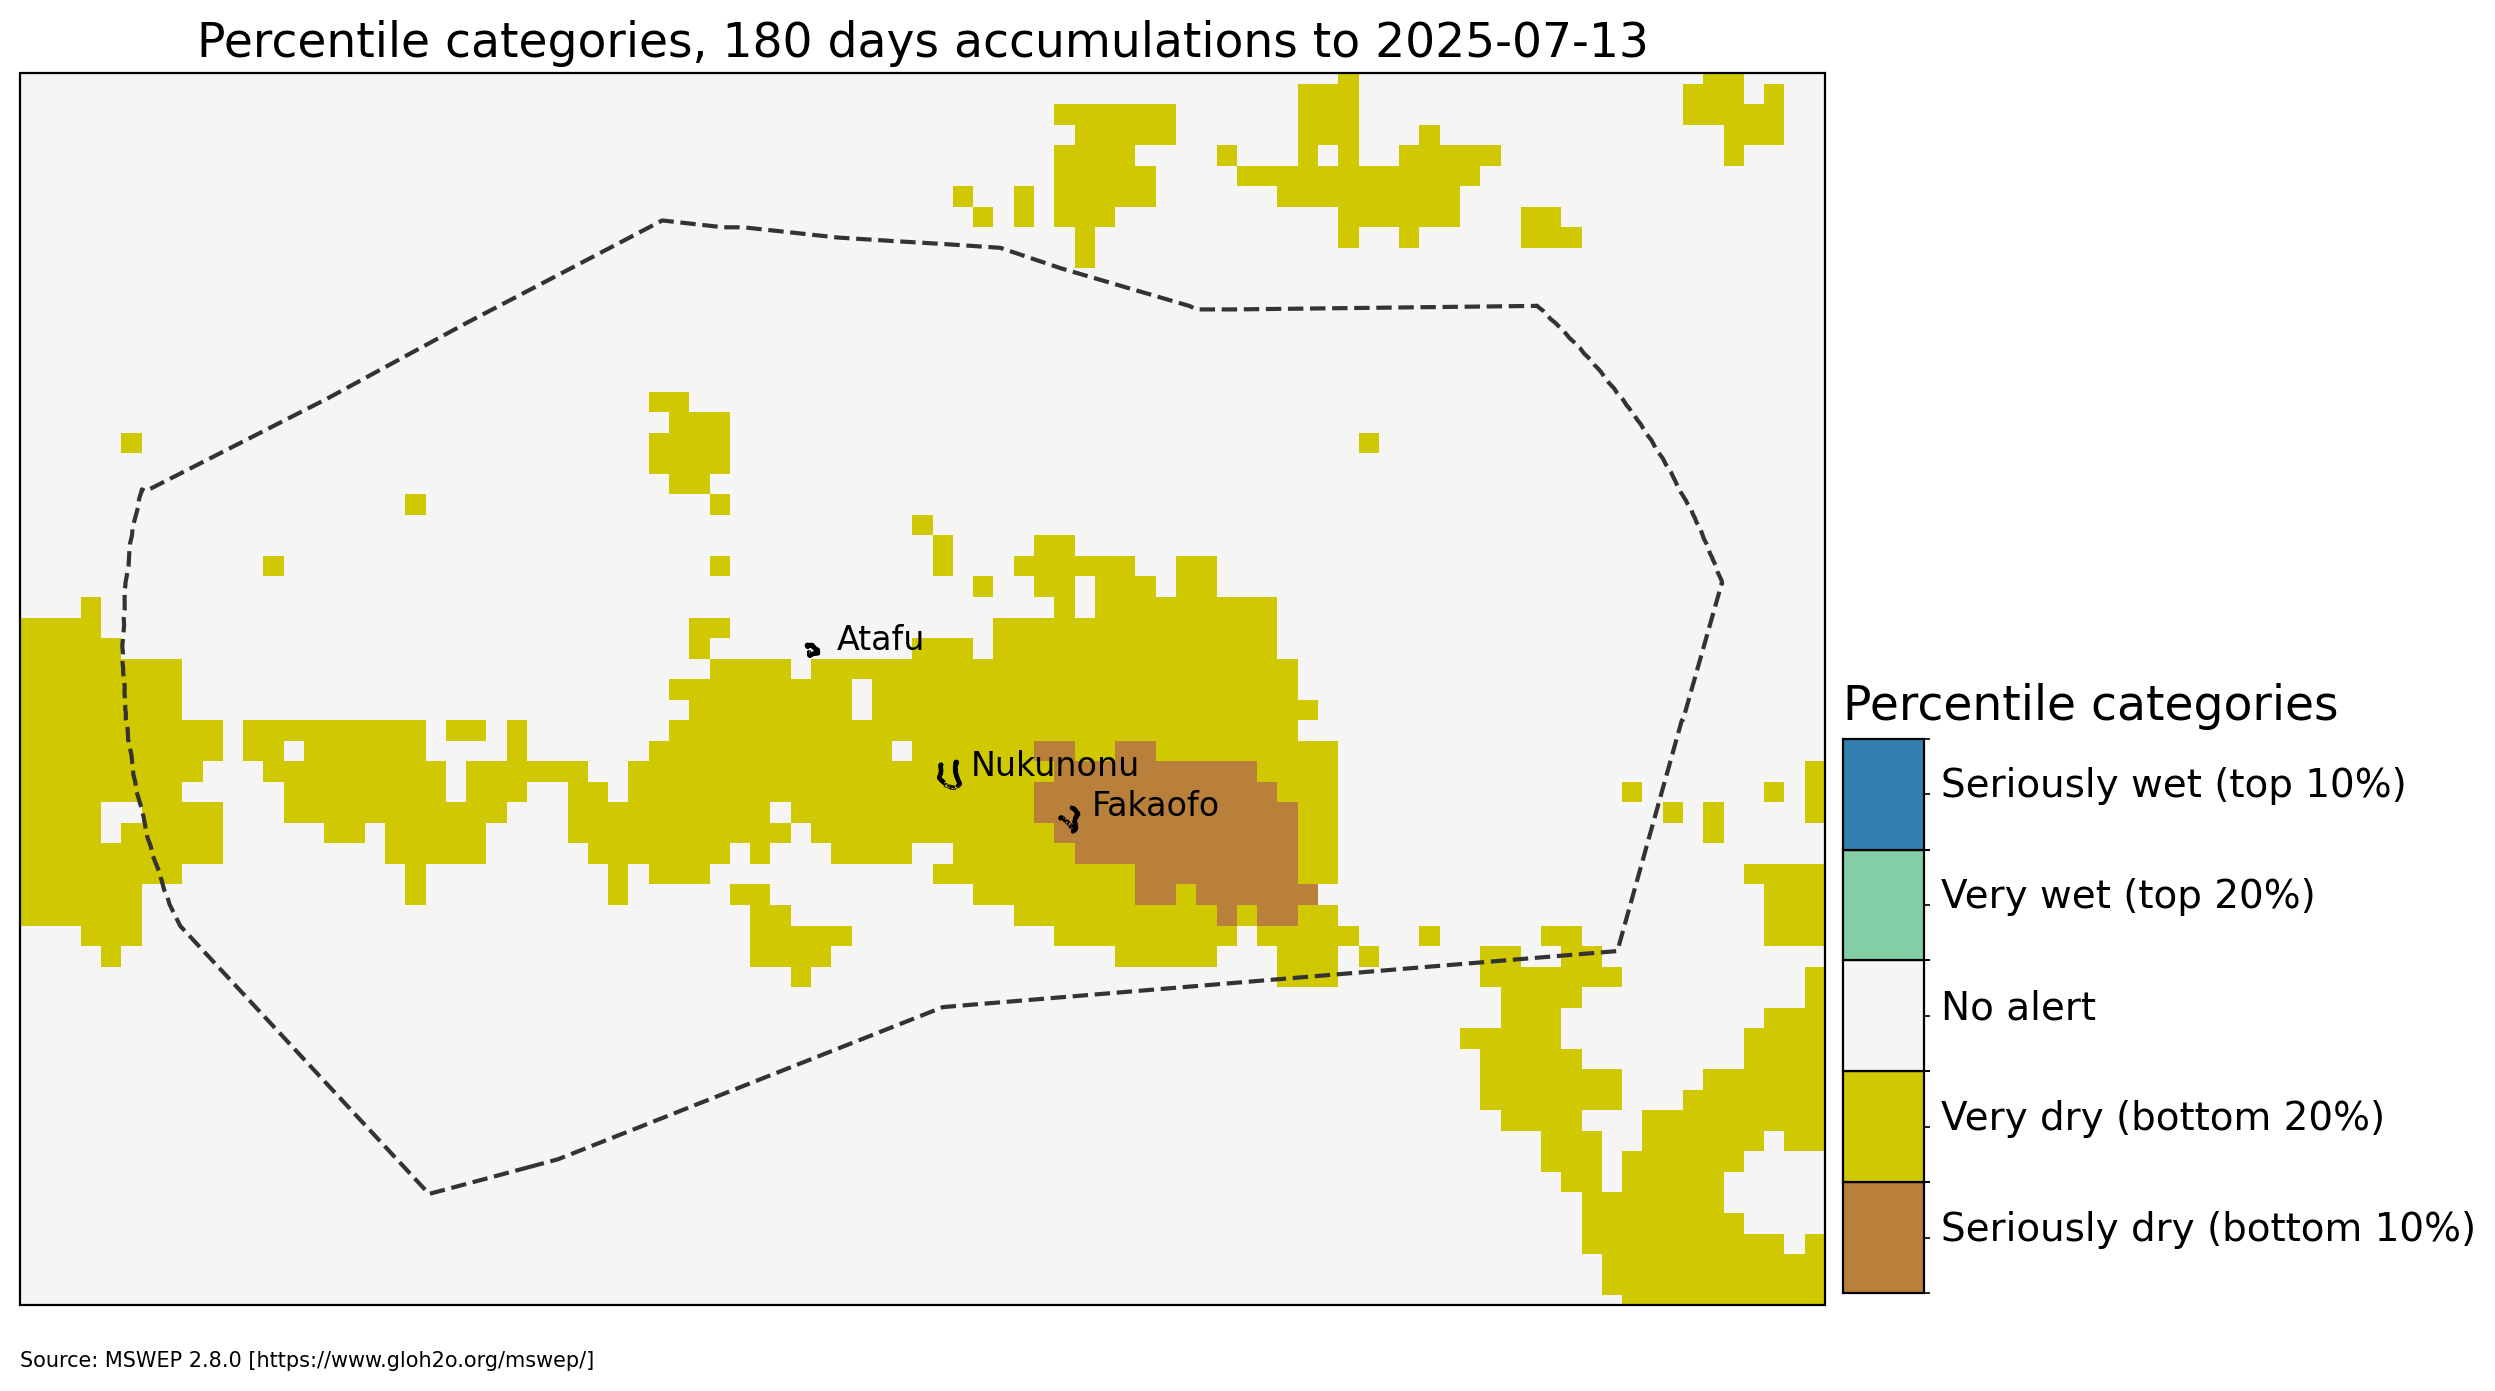 Percentile categories, 180 days accumulations to 2025-07-13
Atafu
Nukunonu
Fakaofo
Percentile categories
Seriously wet (top 10%)
Very wet (top 20%)
No alert
Very dry (bottom 20%)
Seriously dry (bottom 10%)
Source: MSWEP 2.8.0 [https://www.gloh2o.org/mswep/]